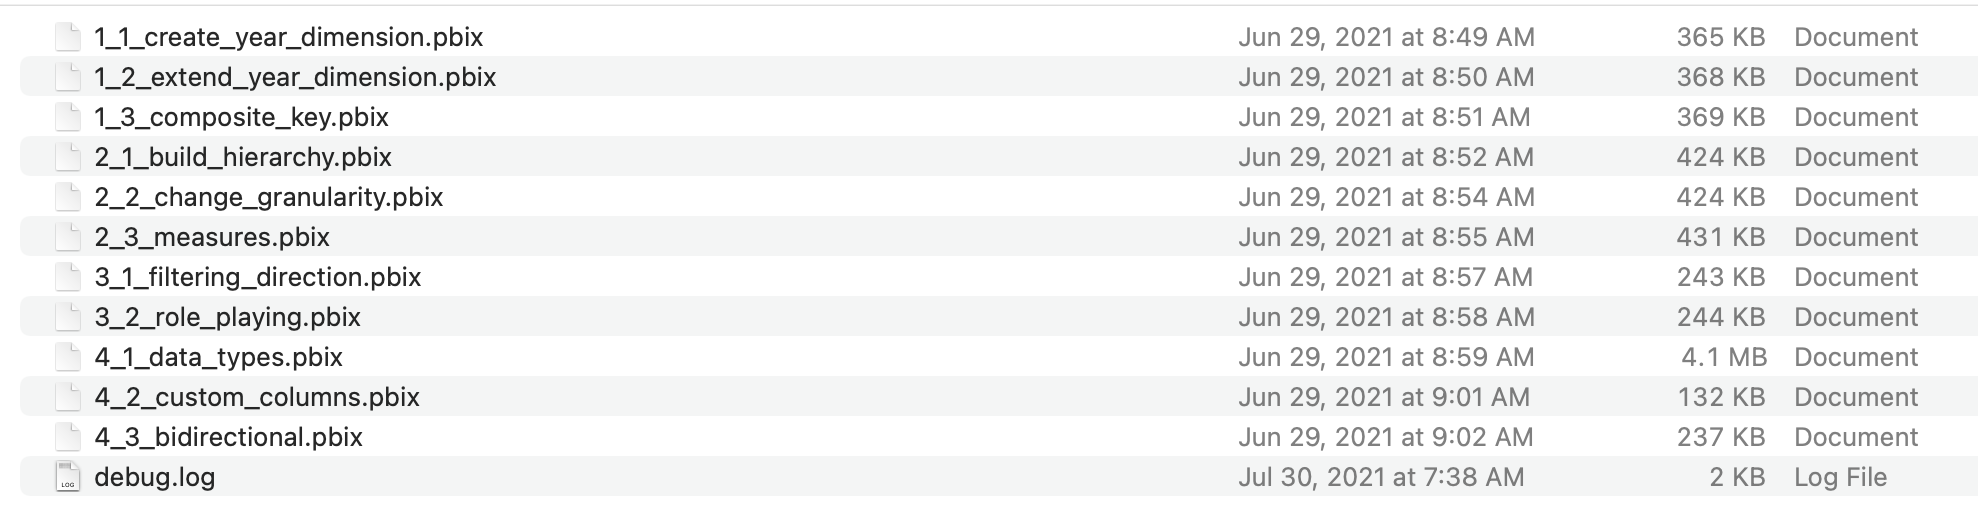 1_1_create_year_dimension.pbix Jun 29, 2021 at 8:49 AM 365 KB Document
1_2_extend_year_dimension.pbix Jun 29, 2021 at 8:50 AM 368 KB Document
1_3_composite_key.pbix Jun 29, 2021 at 8:51 AM 369 KB Document
2_1_build_hierarchy.pbix Jun 29, 2021 at 8:52 AM 424 KB Document
2_2_change_granularity.pbix Jun 29, 2021 at 8:54 AM 424 KB Document
2_3_measures.pbix Jun 29, 2021 at 8:55 AM 431 KB Document
3_1_filtering_direction.pbix Jun 29, 2021 at 8:57 AM 243 KB Document
3_2_role_playing.pbix Jun 29, 2021 at 8:58 AM 244 KB Document
4_1_data_types.pbix Jun 29, 2021 at 8:59 AM 4.1 MB Document
4_2_custom_columns.pbix Jun 29, 2021 at 9:01 AM 132 KB Document
4_3_bidirectional.pbix Jun 29, 2021 at 9:02 AM 237 KB Document
LOG debug.log Jul 30, 2021 at 7:38 AM 2 KB Log File